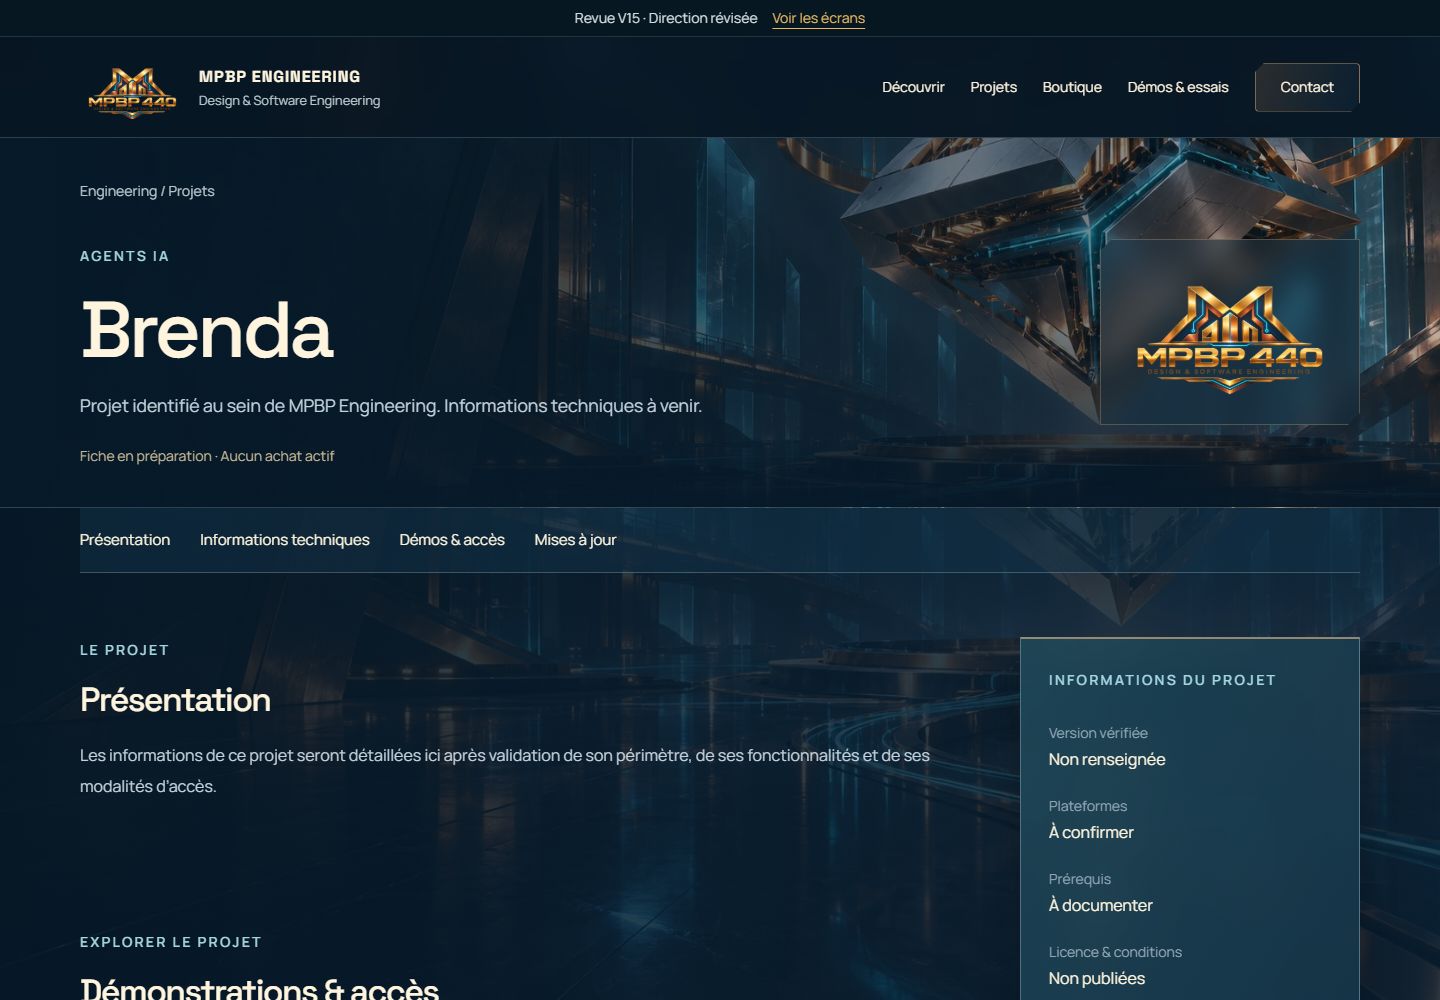 Revue V15 · Direction révisée Voir les écrans
MPBP 440
MPBP ENGINEERING
Design & Software Engineering
Découvrir Projets Boutique Démos & essais Contact
Engineering / Projets
AGENTS IA
Brenda
Projet identifié au sein de MPBP Engineering. Informations techniques à venir.
Fiche en préparation · Aucun achat actif
MPBP 440
DESIGN & SOFTWARE ENGINEERING
Présentation Informations techniques Démos & accès Mises à jour
LE PROJET
Présentation
Les informations de ce projet seront détaillées ici après validation de son périmètre, de ses fonctionnalités et de ses
modalités d'accès.
EXPLORER LE PROJET
Démonstrations & accès
INFORMATIONS DU PROJET
Version vérifiée
Non renseignée
Plateformes
À confirmer
Prérequis
À documenter
Licence & conditions
Non publiées